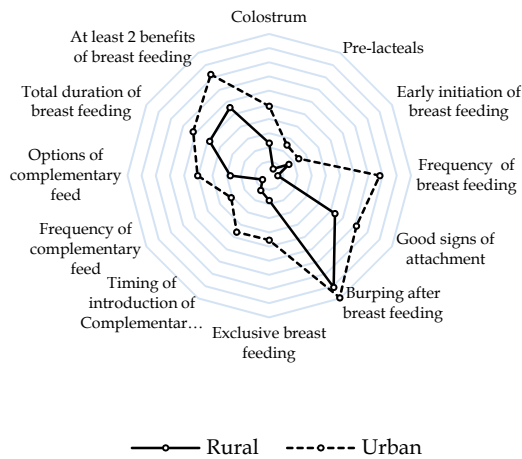 Colostrum
Pre-lacteals
Early initiation of
breast feeding
Frequency of
breast feeding
Good signs of
attachment
Burping after
breast feeding
Exclusive breast
feeding
Timing of
introduction of
Complementar…
Frequency of
complementary
feed
Options of
complementary
feed
Total duration of
breast feeding
At least 2 benefits
of breast feeding
Rural
Urban